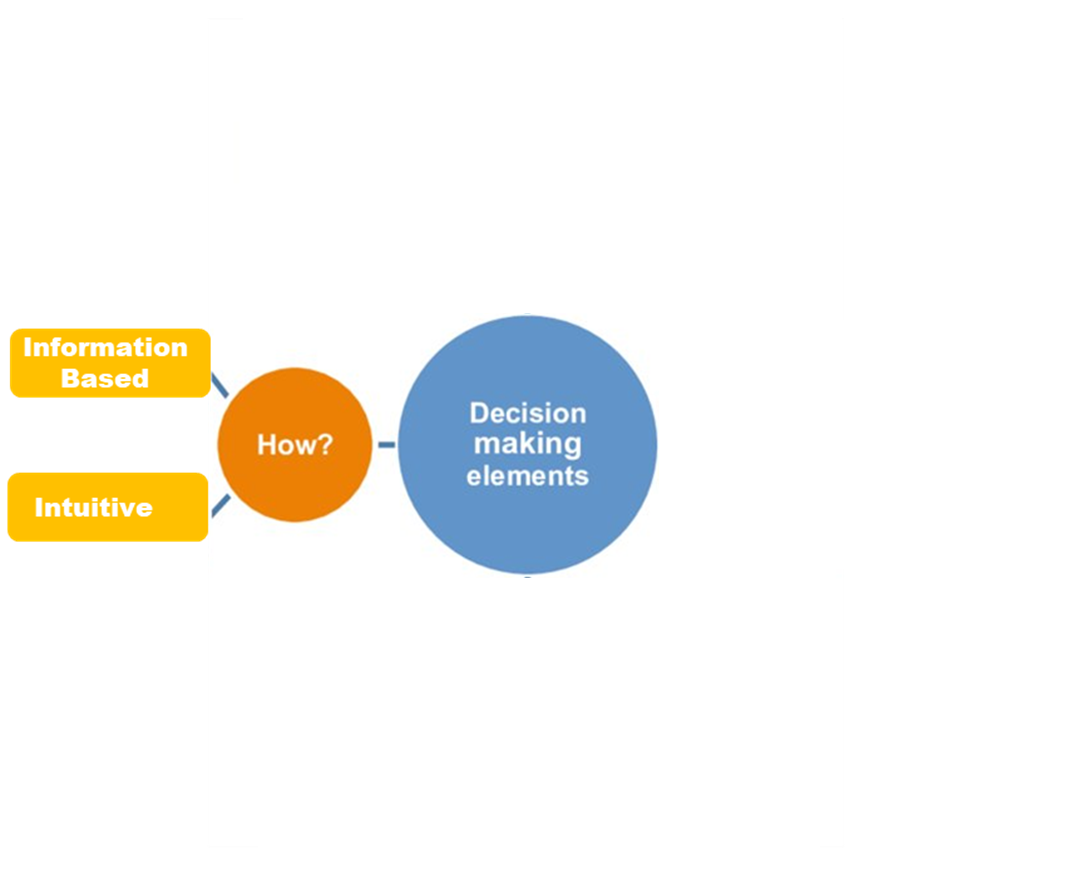 Information
Based
How?
Decision
making
elements
Intuitive